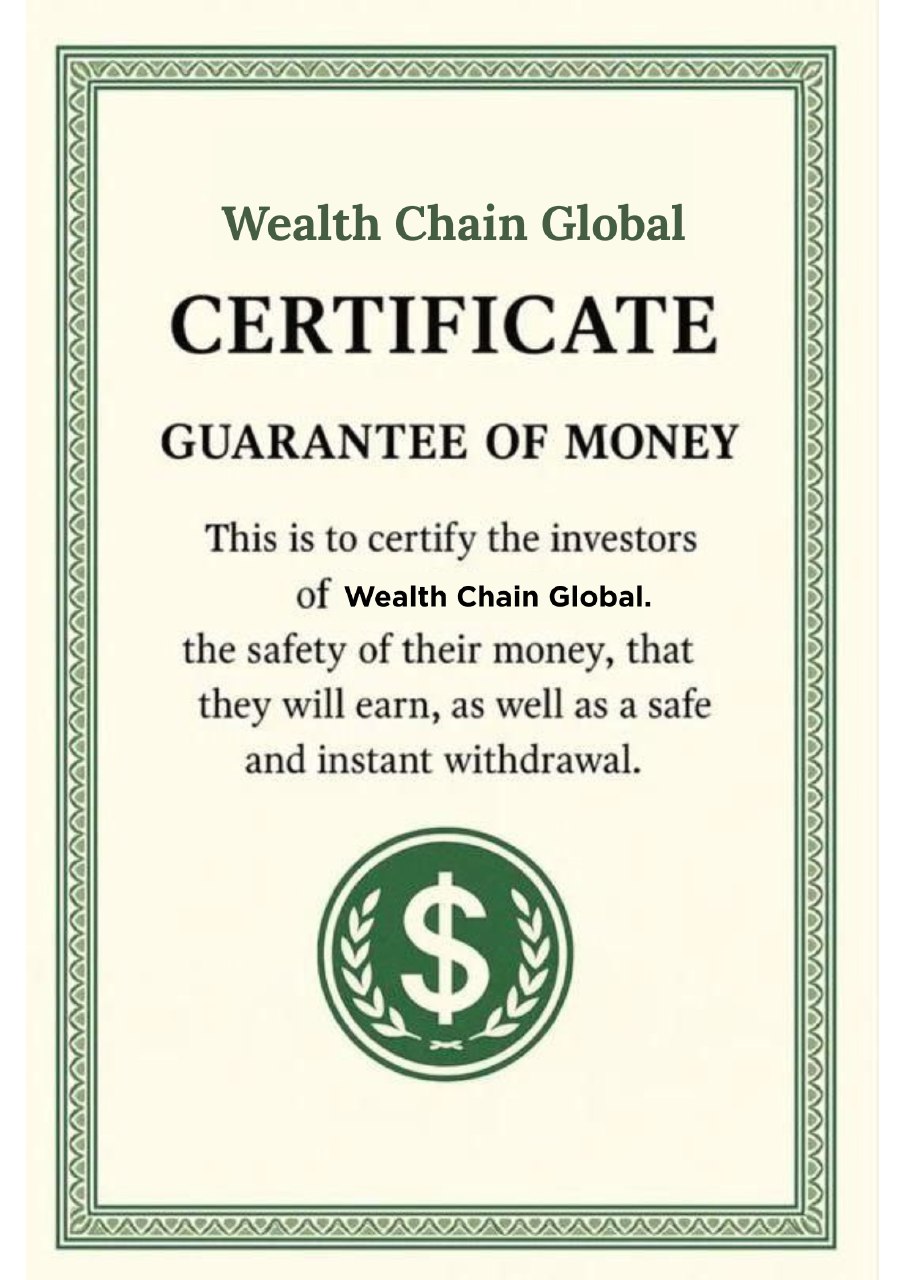 Wealth Chain Global
CERTIFICATE
GUARANTEE OF MONEY
This is to certify the investors
of Wealth Chain Global.
the safety of their money, that
they will earn, as well as a safe
and instant withdrawal.
$